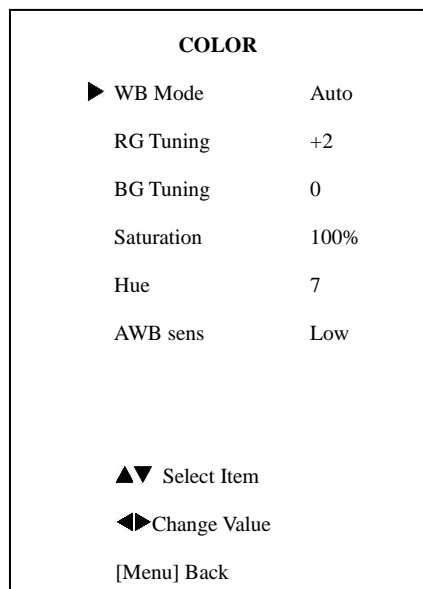 COLOR
▶ WB Mode Auto
RG Tuning +2
BG Tuning 0
Saturation 100%
Hue 7
AWB sens Low
▲▼ Select Item
◀▶Change Value
[Menu] Back